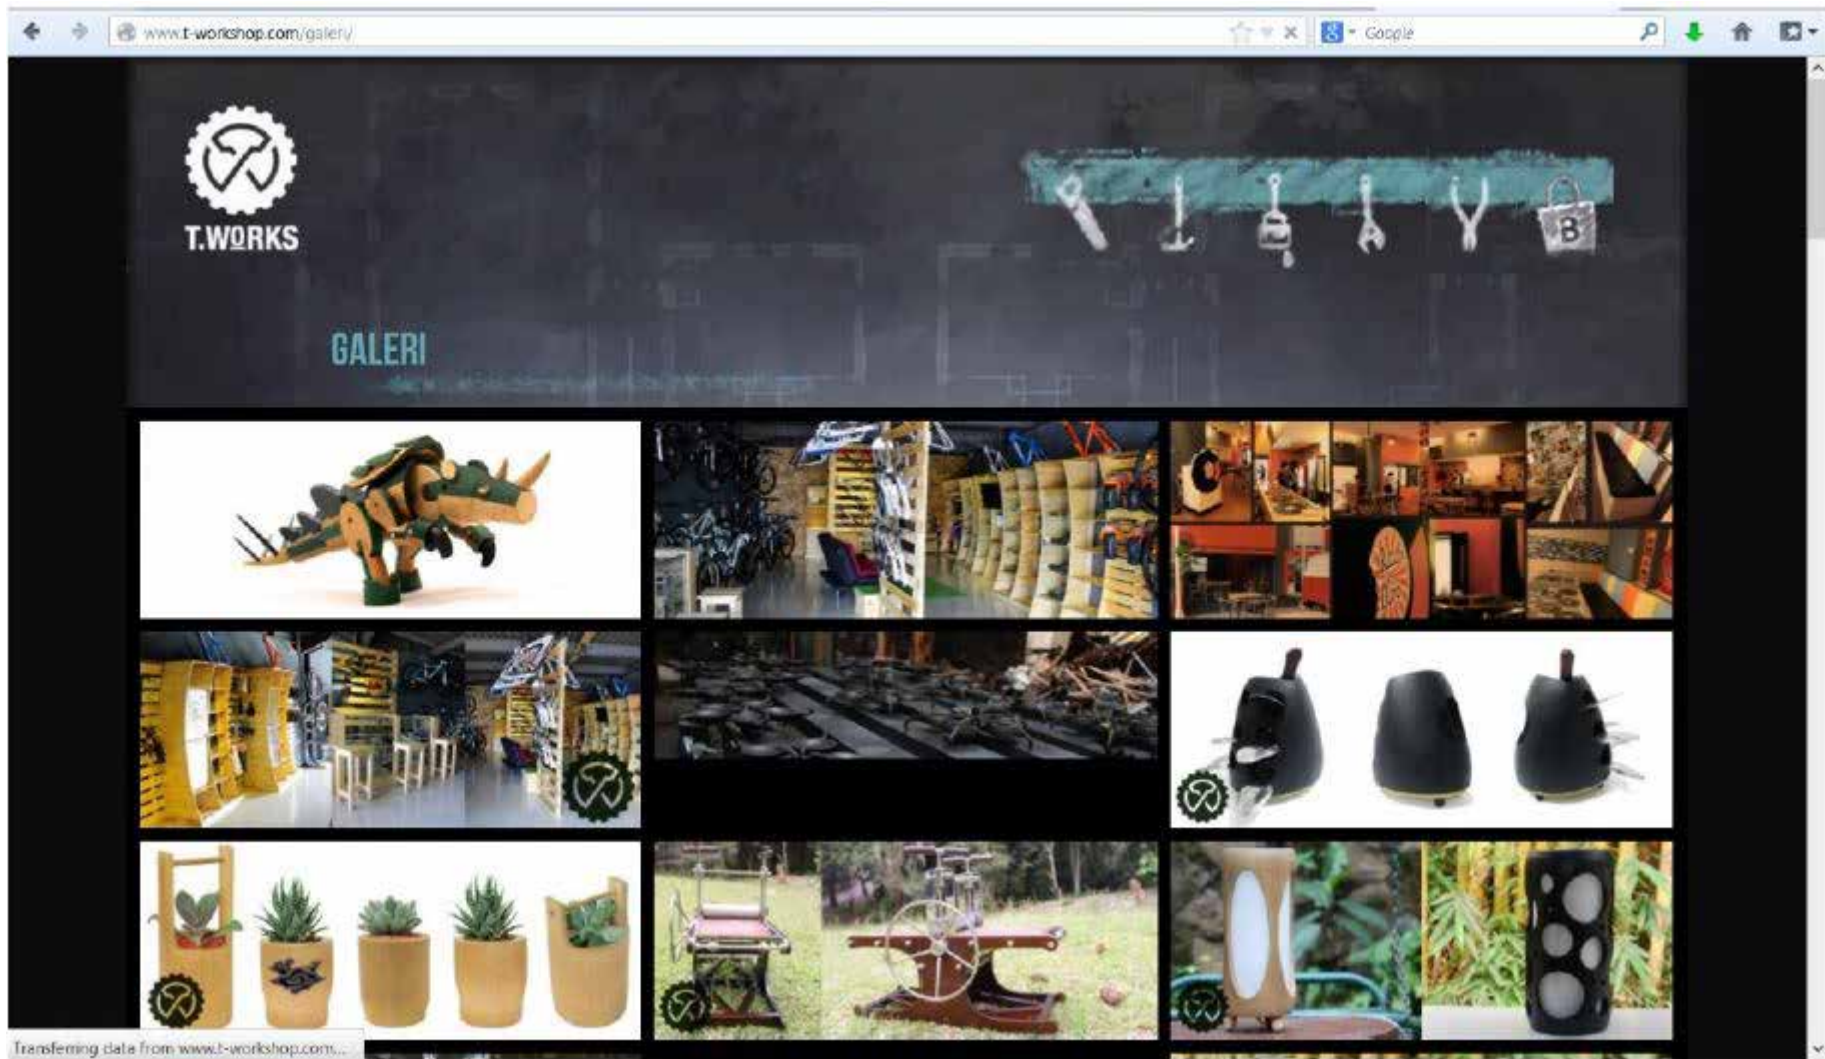 www.t-workshop.com/galeri/
Google
T.WORKS
B
GALERI
Transferring data from www.t-workshop.com...